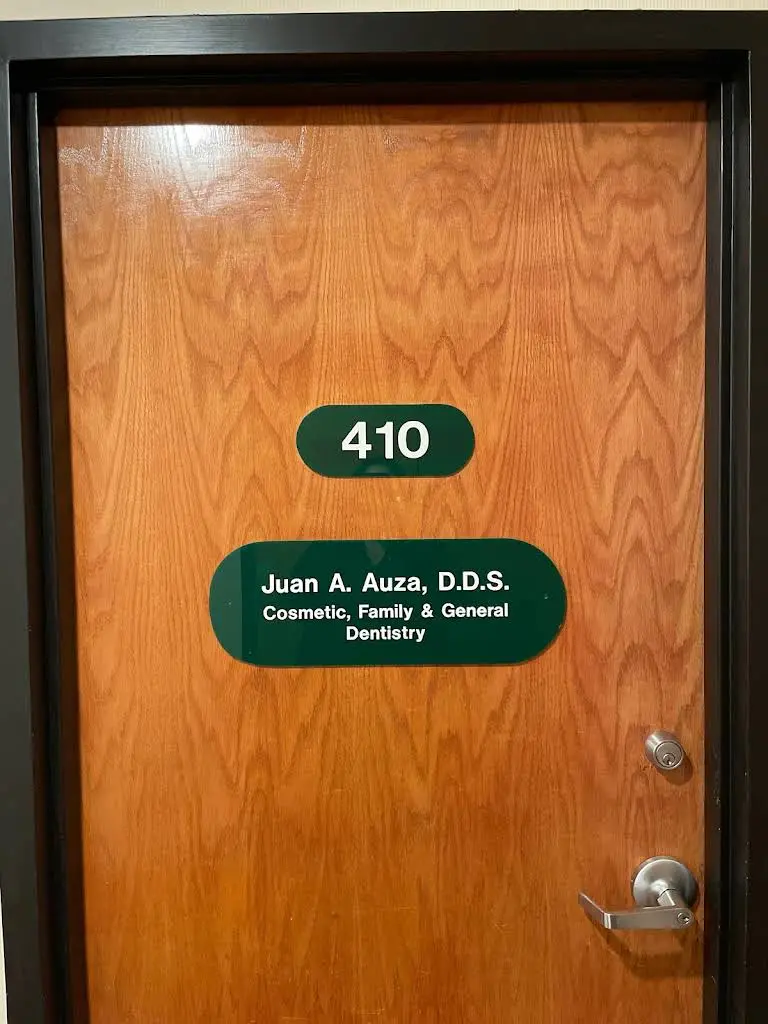 410
Juan A. Auza, D.D.S.
Cosmetic, Family & General
Dentistry